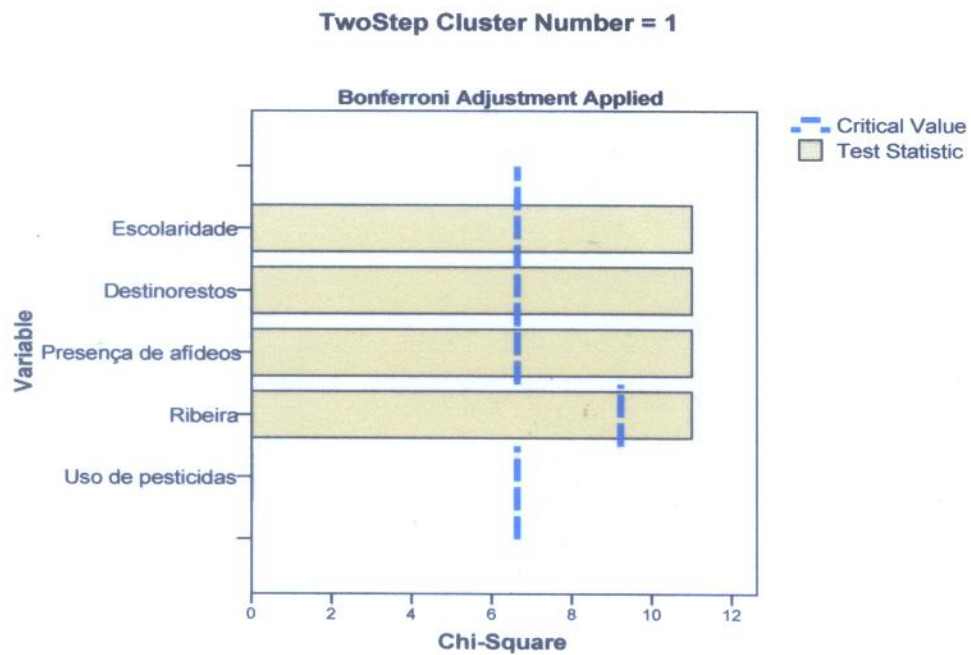 TwoStep Cluster Number = 1
Bonferroni Adjustment Applied
Critical Value
Test Statistic
Variable
Escolaridade
Destinorestos
Presença de afídeos
Ribeira
Uso de pesticidas
0 2 4 6 8 10 12
Chi-Square